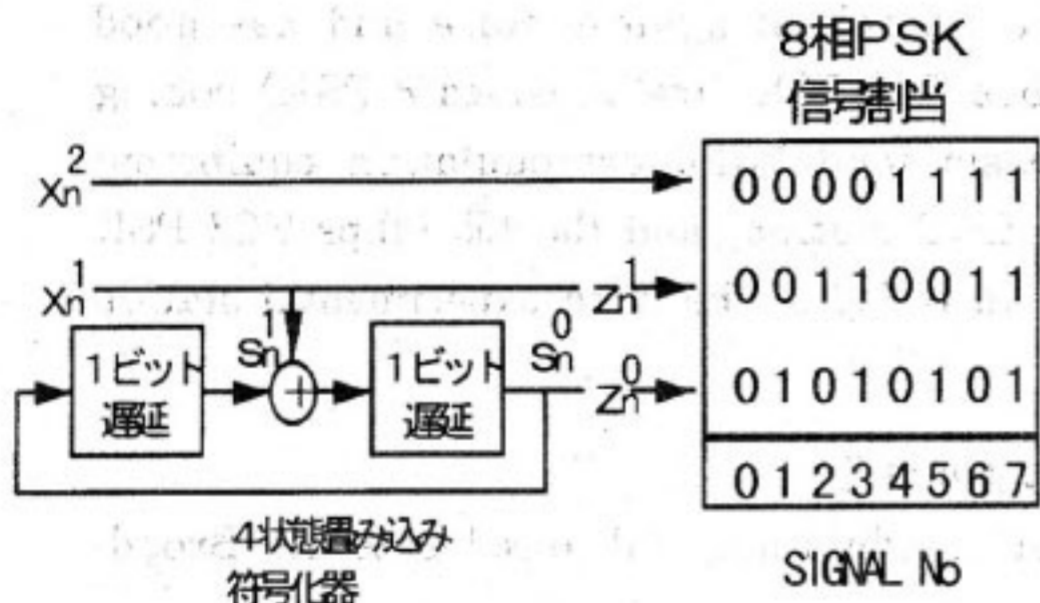 8相PSK
信号割当
Xn2
0 0 0 0 1 1 1 1
Xn1
Zn1
0 0 1 1 0 0 1 1
1ビット
遅延
Sn1
+
1ビット
遅延
Sn0
Zn0
0 1 0 1 0 1 0 1
0 1 2 3 4 5 6 7
4状態畳み込み
符号化器
SIGNAL No